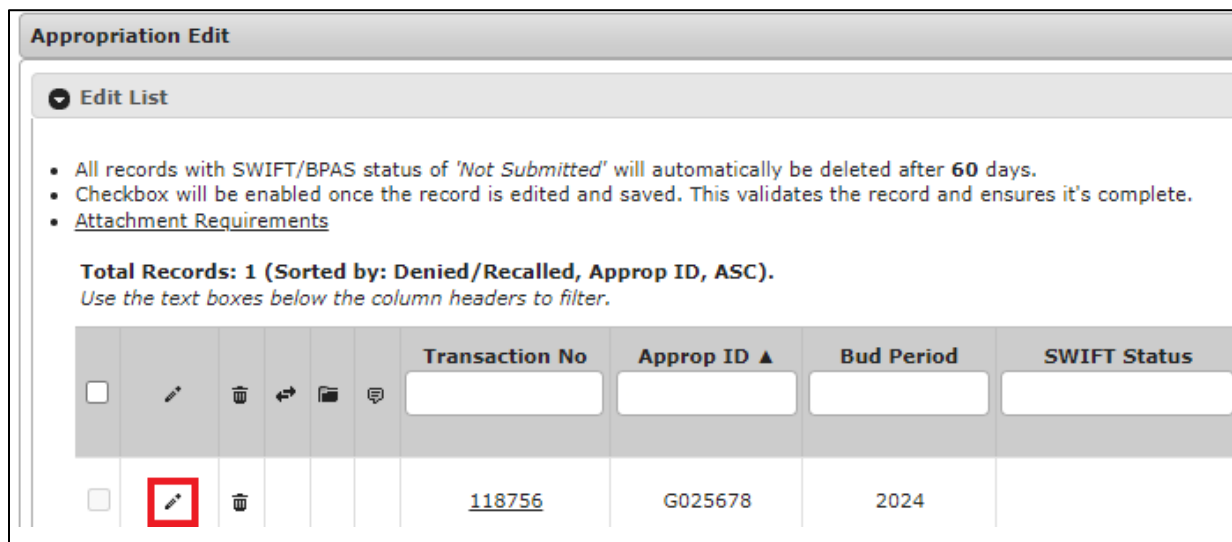 Appropriation Edit
Edit List
All records with SWIFT/BPAS status of 'Not Submitted' will automatically be deleted after 60 days.
Checkbox will be enabled once the record is edited and saved. This validates the record and ensures it's complete.
Attachment Requirements
Total Records: 1 (Sorted by: Denied/Recalled, Approp ID, ASC).
Use the text boxes below the column headers to filter.
Transaction No Approp ID ▲ Bud Period SWIFT Status
118756 G025678 2024